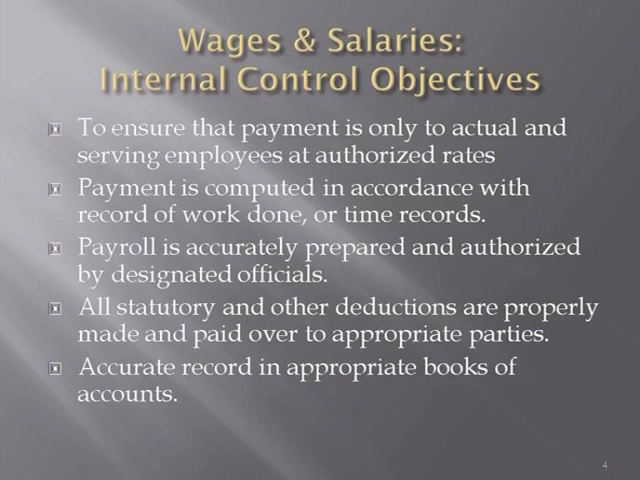 Wages & Salaries:
Internal Control Objectives
To ensure that payment is only to actual and
serving employees at authorized rates
Payment is computed in accordance with
record of work done, or time records.
Payroll is accurately prepared and authorized
by designated officials.
All statutory and other deductions are properly
made and paid over to appropriate parties.
Accurate record in appropriate books of
accounts.
4